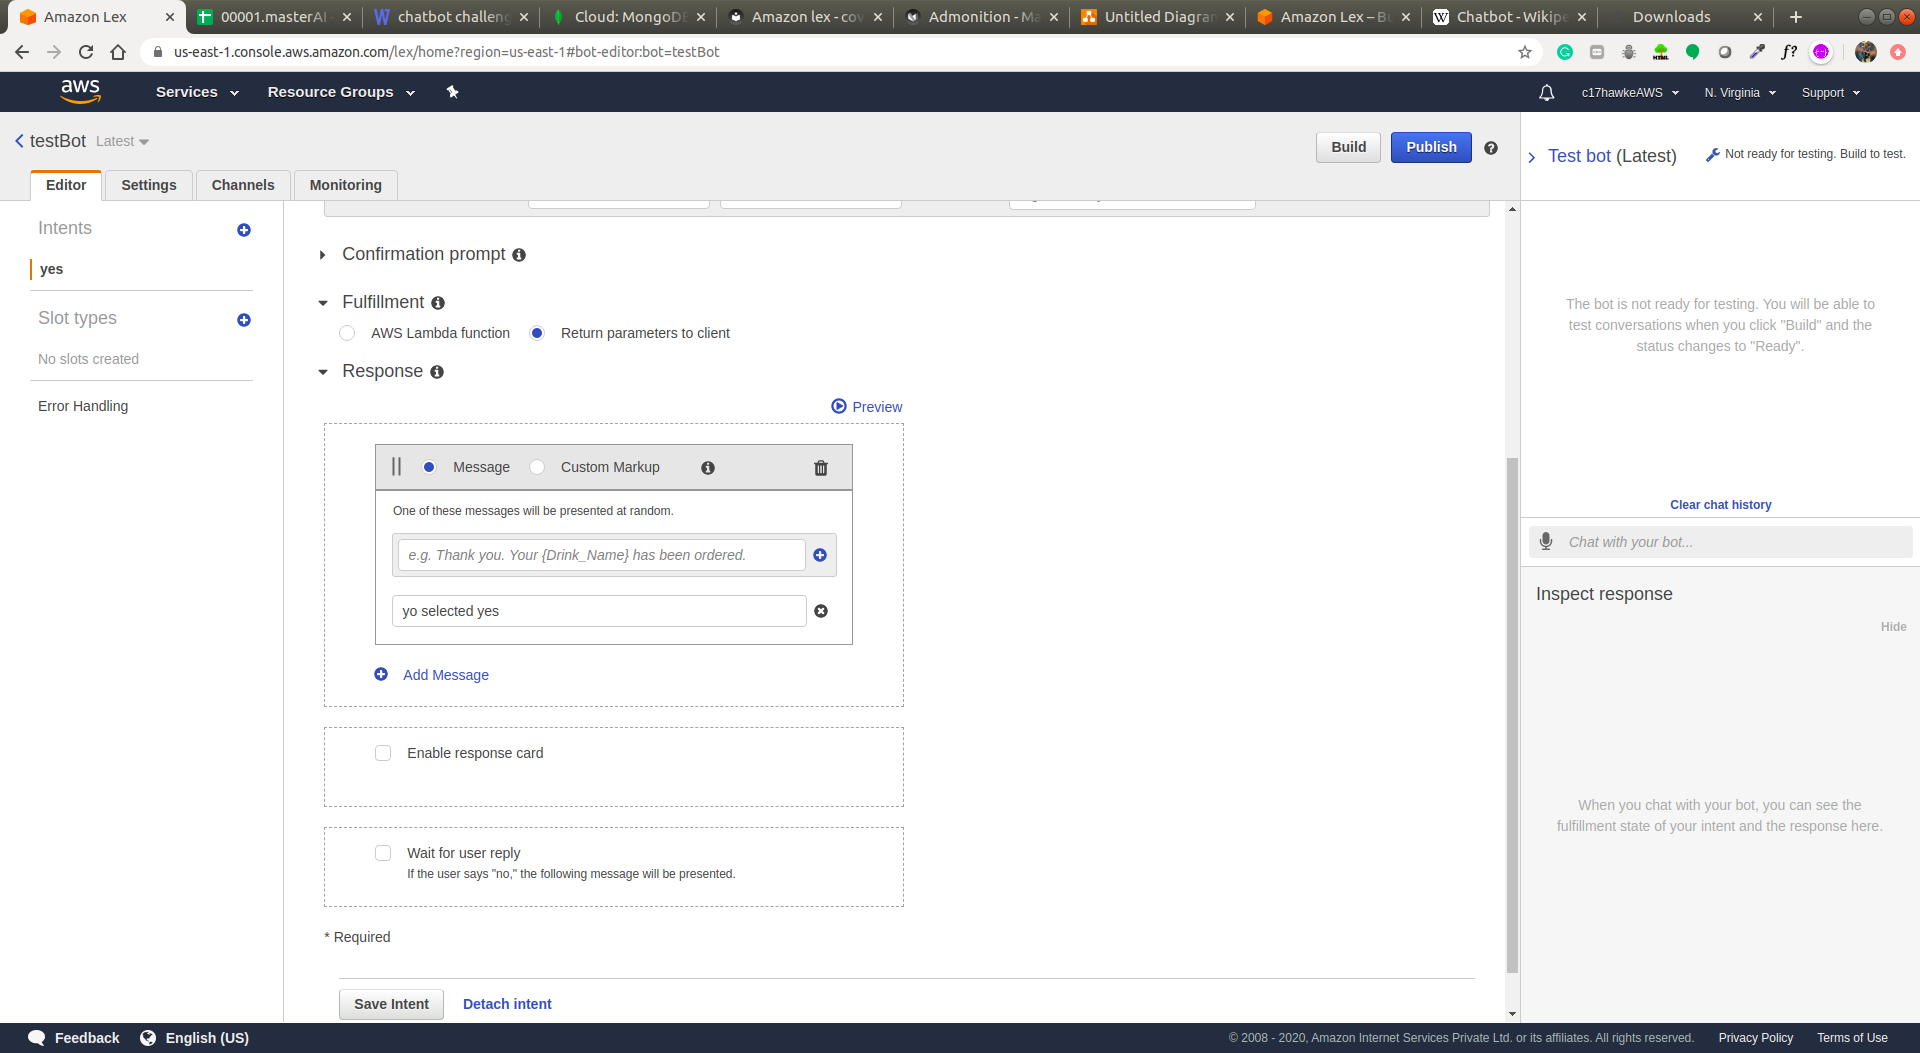 Amazon Lex
00001.masterAI
chatbot challeng
Cloud: MongoDB
Amazon lex - cov
Admonition - Ma
Untitled Diagran
Amazon Lex – Bu
Chatbot - Wikipe
Downloads
us-east-1.console.aws.amazon.com/lex/home?region=us-east-1#bot-editor:bot=testBot
HTML
f?
aws
Services
Resource Groups
c17hawkeAWS
N. Virginia
Support
testBot Latest
Build
Publish
Test bot (Latest)
Not ready for testing. Build to test.
Editor
Settings
Channels
Monitoring
Intents
yes
Slot types
No slots created
Error Handling
Confirmation prompt
Fulfillment
AWS Lambda function
Return parameters to client
Response
Preview
Message
Custom Markup
One of these messages will be presented at random.
e.g. Thank you. Your {Drink_Name} has been ordered.
yo selected yes
Add Message
Enable response card
Wait for user reply
If the user says "no," the following message will be presented.
* Required
Save Intent
Detach intent
The bot is not ready for testing. You will be able to
test conversations when you click "Build" and the
status changes to "Ready".
Clear chat history
Chat with your bot...
Inspect response
Hide
When you chat with your bot, you can see the
fulfillment state of your intent and the response here.
Feedback
English (US)
© 2008 - 2020, Amazon Internet Services Private Ltd. or its affiliates. All rights reserved.
Privacy Policy
Terms of Use